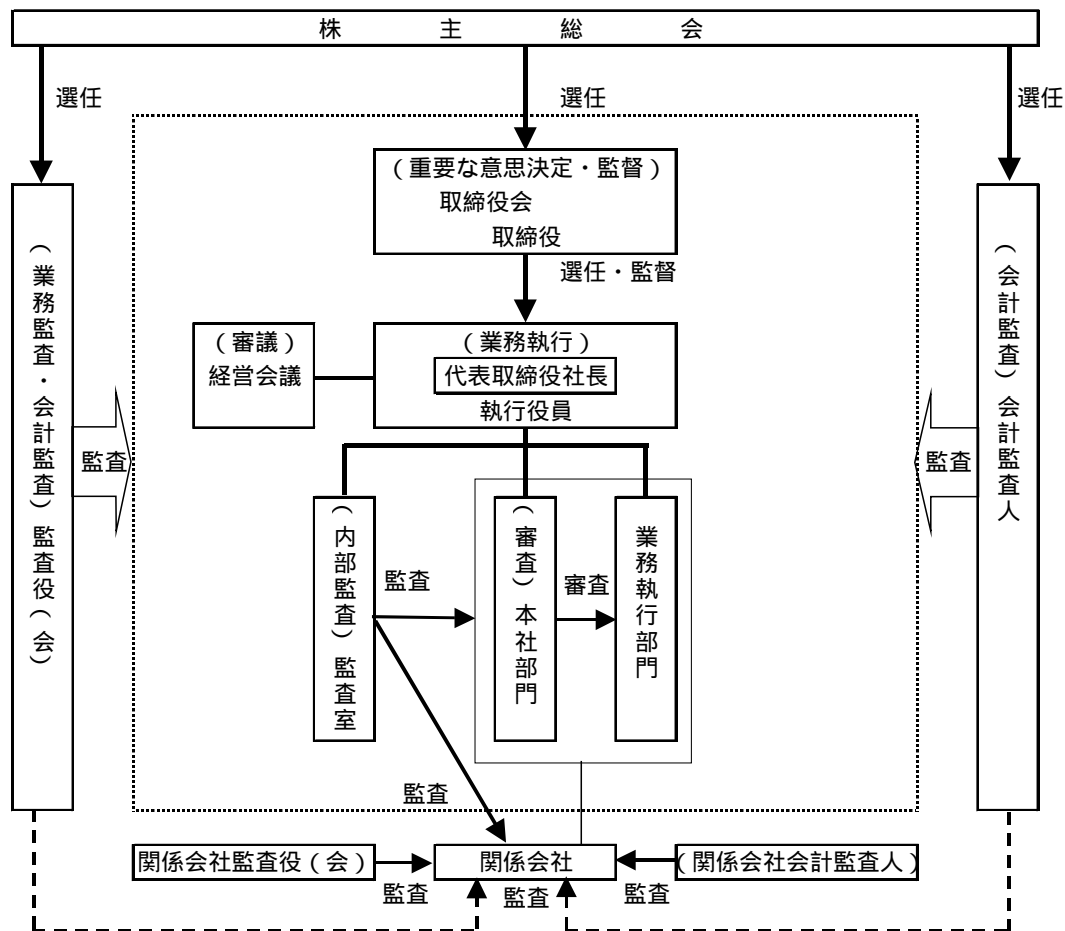 株主総会
選任
選任
選任
（重要な意思決定・監督）
取締役会
取締役
選任・監督
（審議）
経営会議
（業務執行）
代表取締役社長
執行役員
（業務監査・会計監査）監査役（会）
監査
（会計監査）会計監査人
監査
（内部監査）監査室
監査
（審査）本社部門
審査
業務執行部門
監査
関係会社監査役（会）
関係会社
（関係会社会計監査人）
監査
監査
監査